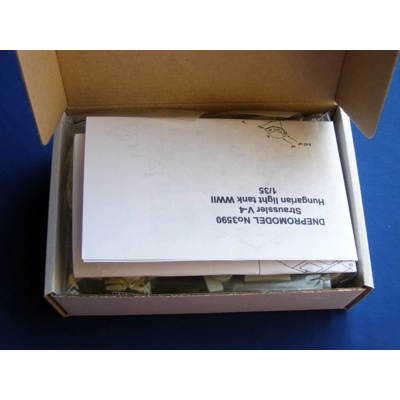 DNEPROMODEL No3590
Straussler V-4
Hungarian light tank WWII
1/35